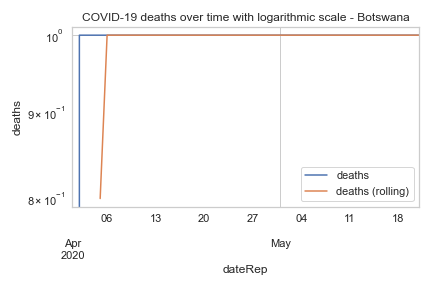 COVID-19 deaths over time with logarithmic scale - Botswana
deaths
10⁰
9 × 10⁻¹
8 × 10⁻¹
deaths
deaths (rolling)
06 13 20 27 04 11 18
Apr May
2020
dateRep